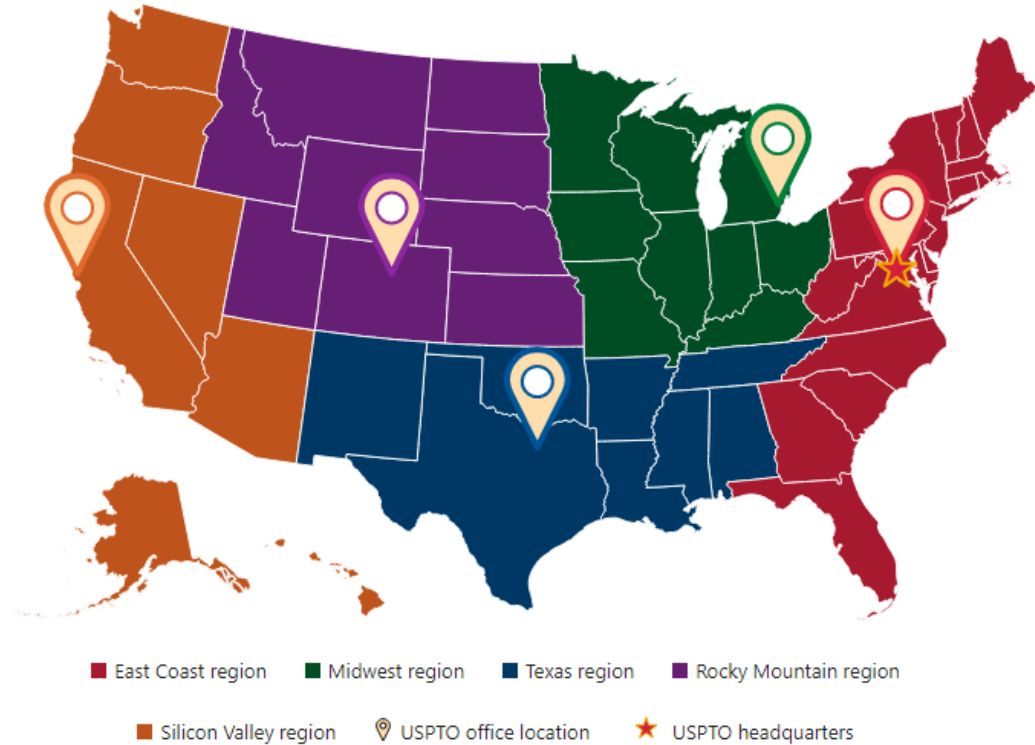 East Coast region Midwest region Texas region Rocky Mountain region
Silicon Valley region USPTO office location USPTO headquarters